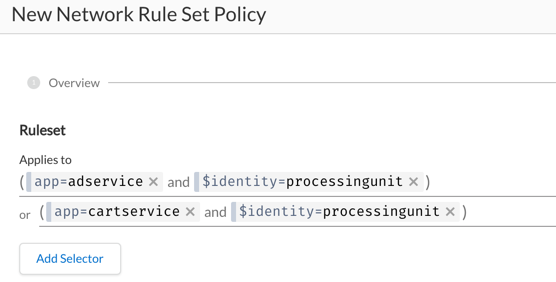 New Network Rule Set Policy
1 Overview
Ruleset
Applies to
( app=adservice × and $identity=processingunit × )
or ( app=cartservice × and $identity=processingunit × )
Add Selector